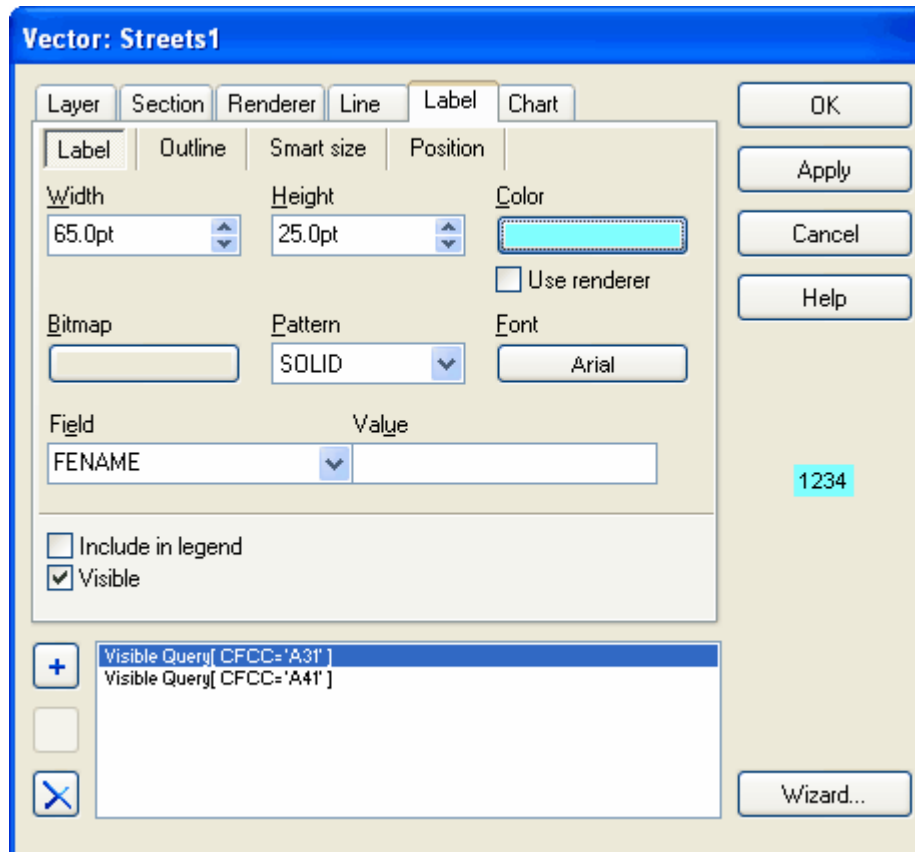 Vector: Streets1
Layer Section Renderer Line Label Chart
Label Outline Smart size Position
Width Height Color
65.0pt 25.0pt
Use renderer
Bitmap Pattern Font
SOLID Arial
Field Value
FENAME
Include in legend
Visible
OK
Apply
Cancel
Help
1234
Visible Query[ CFCC='A31' ]
Visible Query[ CFCC='A41' ]
Wizard...